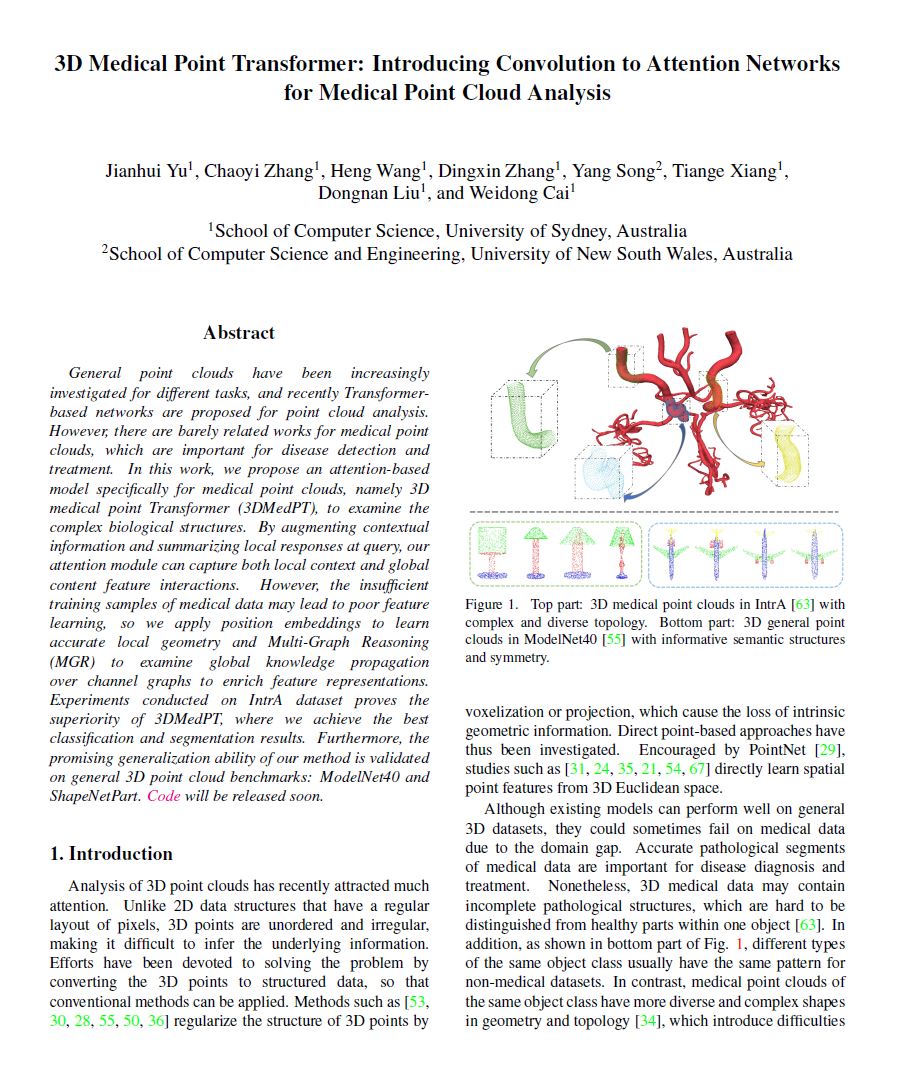 3D Medical Point Transformer: Introducing Convolution to Attention Networks
for Medical Point Cloud Analysis
Jianhui Yu1, Chaoyi Zhang1, Heng Wang1, Dingxin Zhang1, Yang Song2, Tiange Xiang1,
Dongnan Liu1, and Weidong Cai1
1School of Computer Science, University of Sydney, Australia
2School of Computer Science and Engineering, University of New South Wales, Australia
Abstract
General point clouds have been increasingly
investigated for different tasks, and recently Transformer-
based networks are proposed for point cloud analysis.
However, there are barely related works for medical point
clouds, which are important for disease detection and
treatment. In this work, we propose an attention-based
model specifically for medical point clouds, namely 3D
medical point Transformer (3DMedPT), to examine the
complex biological structures. By augmenting contextual
information and summarizing local responses at query, our
attention module can capture both local context and global
content feature interactions. However, the insufficient
training samples of medical data may lead to poor feature
learning, so we apply position embeddings to learn
accurate local geometry and Multi-Graph Reasoning
(MGR) to examine global knowledge propagation
over channel graphs to enrich feature representations.
Experiments conducted on IntrA dataset proves the
superiority of 3DMedPT, where we achieve the best
classification and segmentation results. Furthermore, the
promising generalization ability of our method is validated
on general 3D point cloud benchmarks: ModelNet40 and
ShapeNetPart. Code will be released soon.
1. Introduction
Analysis of 3D point clouds has recently attracted much
attention. Unlike 2D data structures that have a regular
layout of pixels, 3D points are unordered and irregular,
making it difficult to infer the underlying information.
Efforts have been devoted to solving the problem by
converting the 3D points to structured data, so that
conventional methods can be applied. Methods such as [53,
30, 28, 55, 50, 36] regularize the structure of 3D points by
Figure 1. Top part: 3D medical point clouds in IntrA [63] with
complex and diverse topology. Bottom part: 3D general point
clouds in ModelNet40 [55] with informative semantic structures
and symmetry.
voxelization or projection, which cause the loss of intrinsic
geometric information. Direct point-based approaches have
thus been investigated. Encouraged by PointNet [29],
studies such as [31, 24, 35, 21, 54, 67] directly learn spatial
point features from 3D Euclidean space.
Although existing models can perform well on general
3D datasets, they could sometimes fail on medical data
due to the domain gap. Accurate pathological segments
of medical data are important for disease diagnosis and
treatment. Nonetheless, 3D medical data may contain
incomplete pathological structures, which are hard to be
distinguished from healthy parts within one object [63]. In
addition, as shown in bottom part of Fig. 1, different types
of the same object class usually have the same pattern for
non-medical datasets. In contrast, medical point clouds of
the same object class have more diverse and complex shapes
in geometry and topology [34], which introduce difficulties